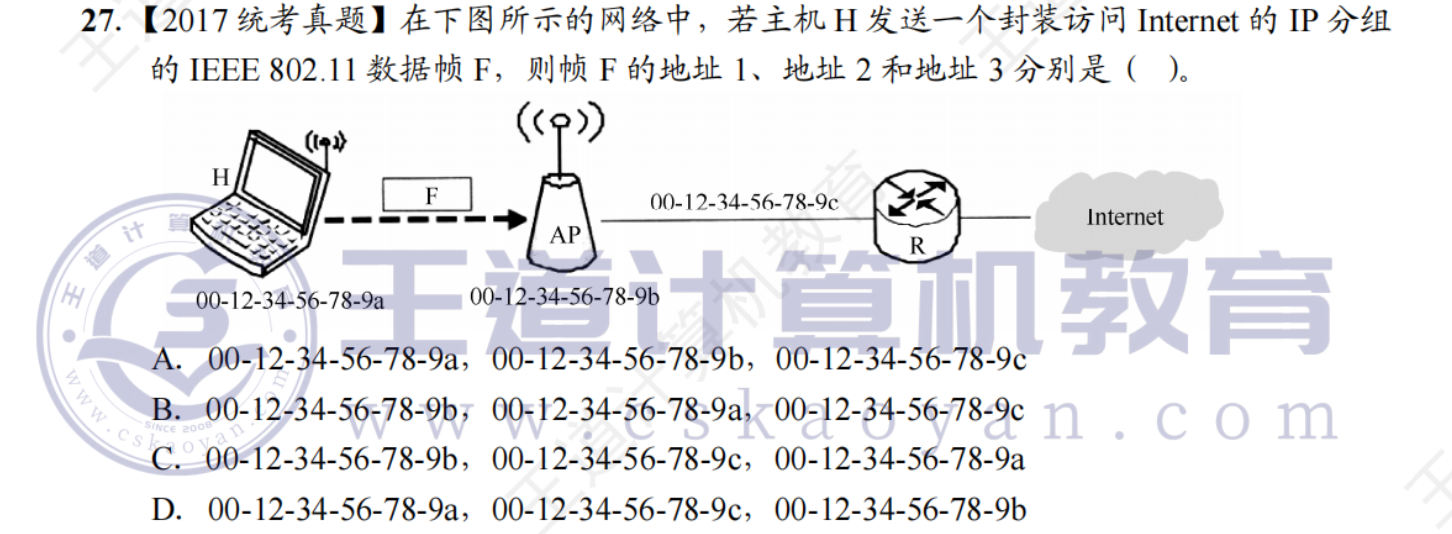 27.【2017 统考真题】在下图所示的网络中，若主机 H 发送一个封装访问 Internet 的 IP 分组
的 IEEE 802.11 数据帧 F，则帧 F 的地址 1、地址 2 和地址 3 分别是（ ）。
H
F
AP
00-12-34-56-78-9c
R
Internet
00-12-34-56-78-9a
00-12-34-56-78-9b
王道计算机教育
A. 00-12-34-56-78-9a，00-12-34-56-78-9b，00-12-34-56-78-9c
B. 00-12-34-56-78-9b，00-12-34-56-78-9a，00-12-34-56-78-9c
www.cskaoyan.com
SINCE 2008
C. 00-12-34-56-78-9b，00-12-34-56-78-9c，00-12-34-56-78-9a
D. 00-12-34-56-78-9a，00-12-34-56-78-9c，00-12-34-56-78-9b